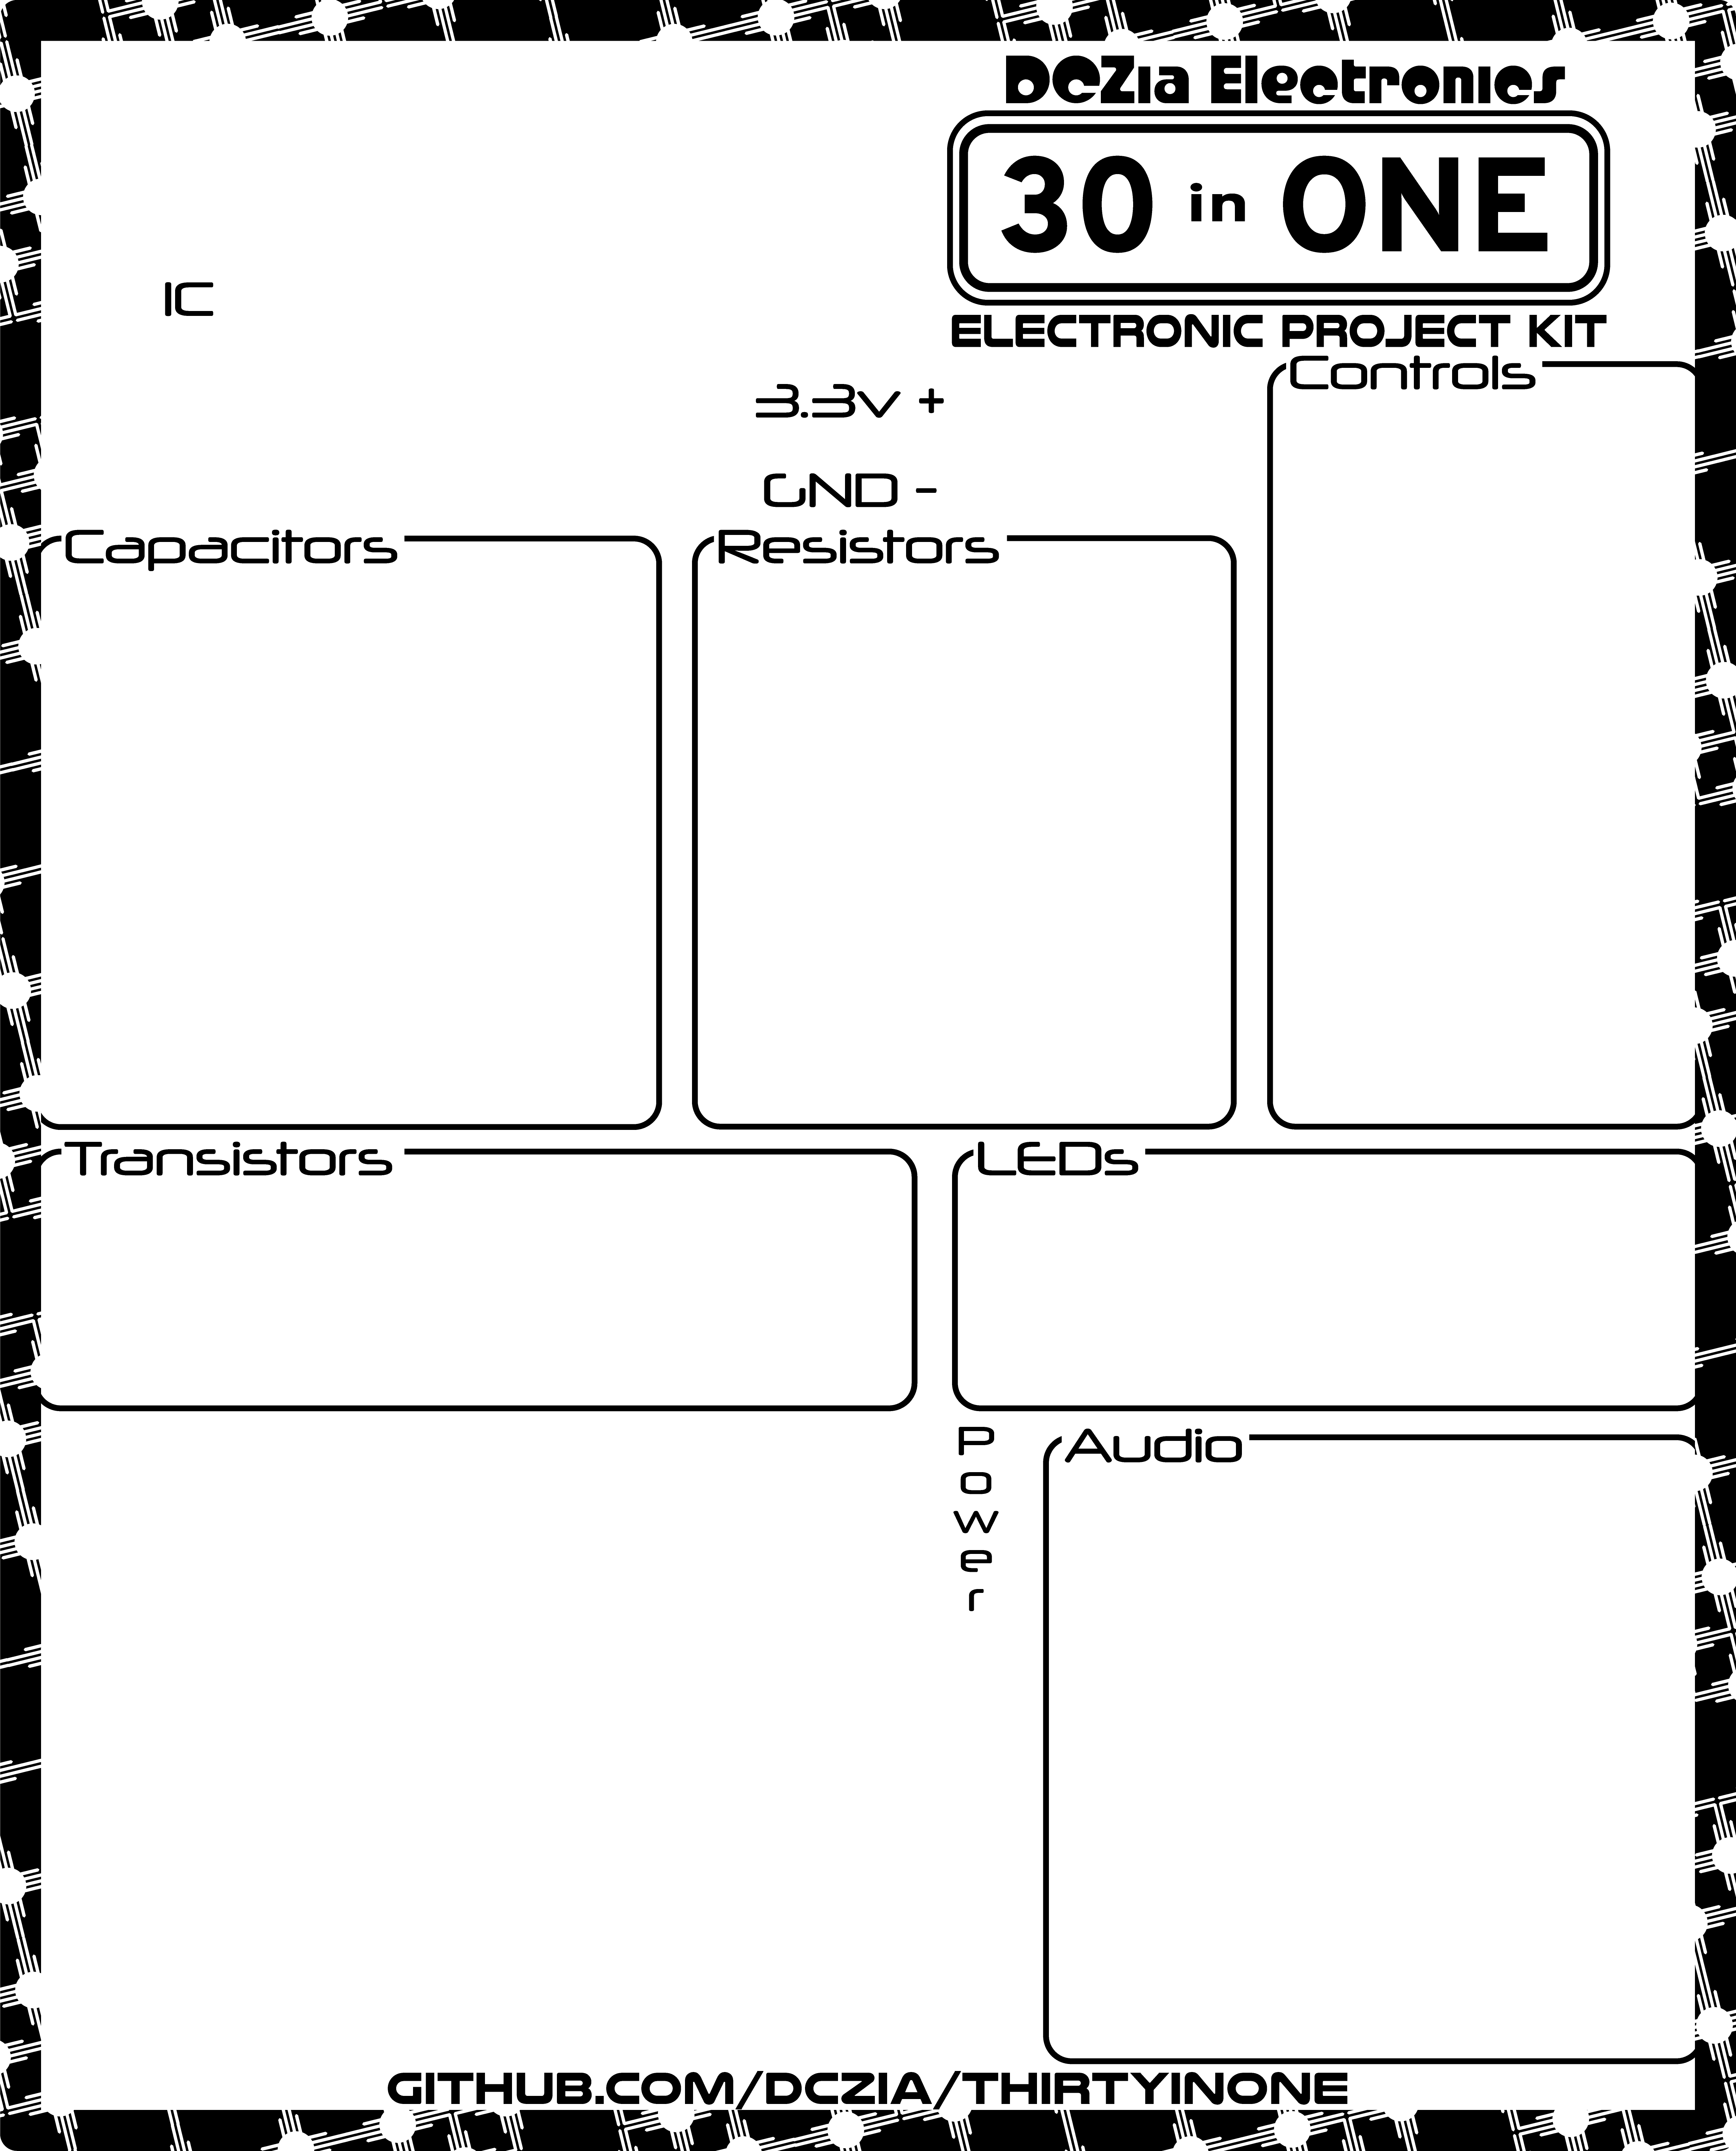 DCZia Electronics
30 in ONE
ELECTRONIC PROJECT KIT
IC
Controls
3.3v +
GND -
Capacitors
Resistors
Transistors
LEDs
Power
Audio
GITHUB.COM/DCZIA/THIRTYINONE